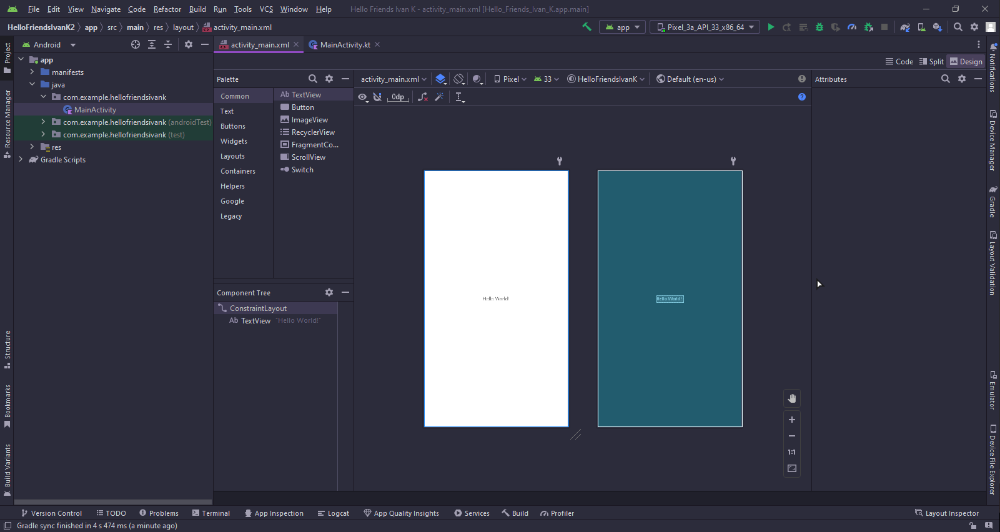 File Edit View Navigate Code Refactor Build Run Tools VCS Window Help Hello Friends Ivan K - activity_main.xml [Hello_Friends_Ivan_K.app.main]
HelloFriendsIvanK2 app src main res layout activity_main.xml app Pixel_3a_API_33_x86_64
Project
Resource Manager
Structure
Bookmarks
Build Variants
Android
app
manifests
java
com.example.hellofriendsivank
MainActivity
com.example.hellofriendsivank (androidTest)
com.example.hellofriendsivank (test)
res
Gradle Scripts
activity_main.xml MainActivity.kt
Code Split Design
Palette
Common
Text
Buttons
Widgets
Layouts
Containers
Helpers
Google
Legacy
Ab TextView
Button
ImageView
RecyclerView
FragmentCo...
ScrollView
Switch
Component Tree
ConstraintLayout
Ab TextView "Hello World!"
activity_main.xml Pixel 33 HelloFriendsIvanK Default (en-us)
0dp
Hello World!
Hello World!
1:1
Attributes
Notifications
Device Manager
Gradle
Layout Validation
Emulator
Device File Explorer
Version Control TODO Problems Terminal App Inspection Logcat App Quality Insights Services Build Profiler Layout Inspector
Gradle sync finished in 4 s 474 ms (a minute ago)